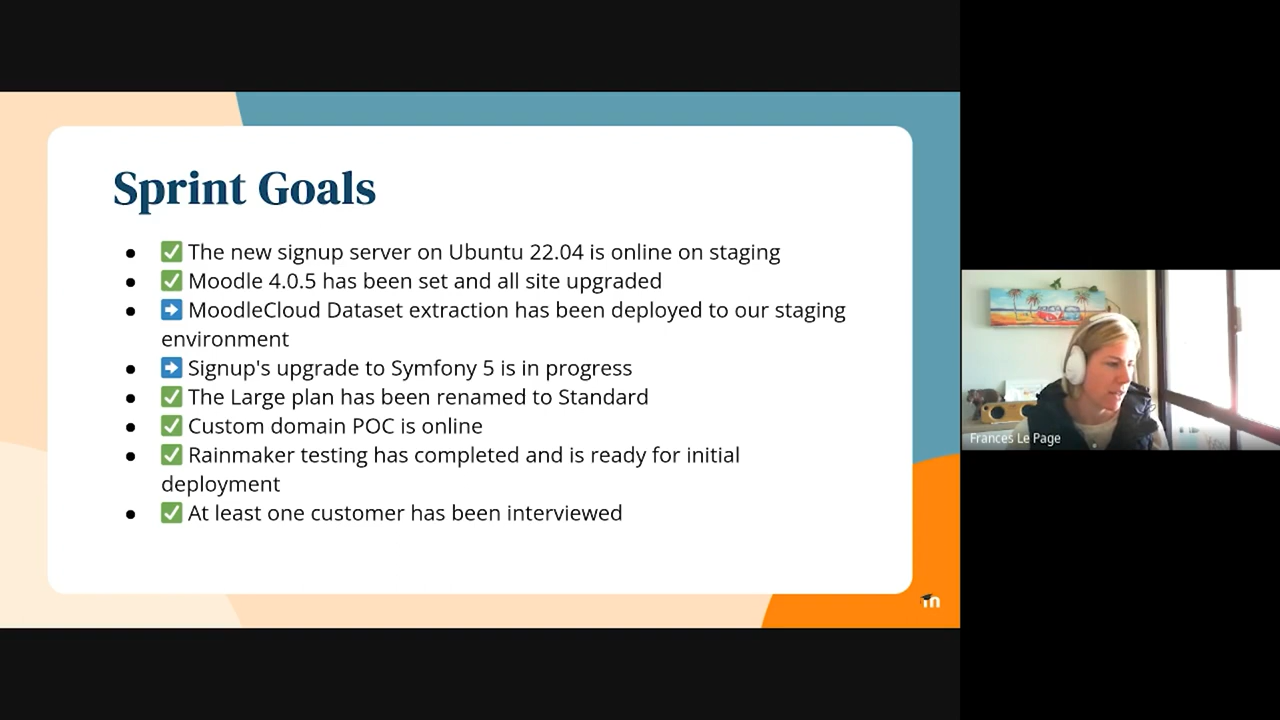 Sprint Goals
● ✅ The new signup server on Ubuntu 22.04 is online on staging
● ✅ Moodle 4.0.5 has been set and all site upgraded
● ➡️ MoodleCloud Dataset extraction has been deployed to our staging
environment
● ➡️ Signup's upgrade to Symfony 5 is in progress
● ✅ The Large plan has been renamed to Standard
● ✅ Custom domain POC is online
● ✅ Rainmaker testing has completed and is ready for initial
deployment
● ✅ At least one customer has been interviewed
m
Frances Le Page